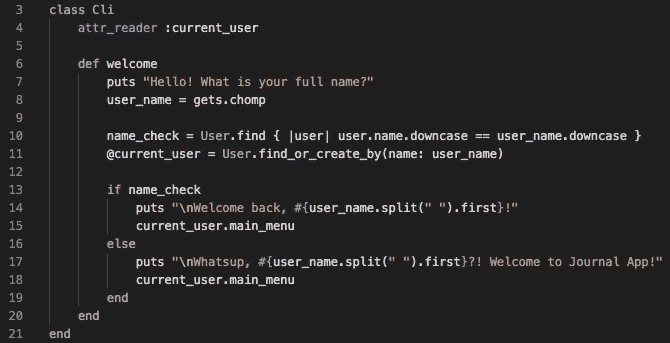 3 class Cli
4     attr_reader :current_user
5
6     def welcome
7         puts "Hello! What is your full name?"
8         user_name = gets.chomp
9
10         name_check = User.find { |user| user.name.downcase == user_name.downcase }
11         @current_user = User.find_or_create_by(name: user_name)
12
13         if name_check
14             puts "\nWelcome back, #{user_name.split(" ").first}!"
15             current_user.main_menu
16         else
17             puts "\nWhatsup, #{user_name.split(" ").first}?! Welcome to Journal App!"
18             current_user.main_menu
19         end
20     end
21 end